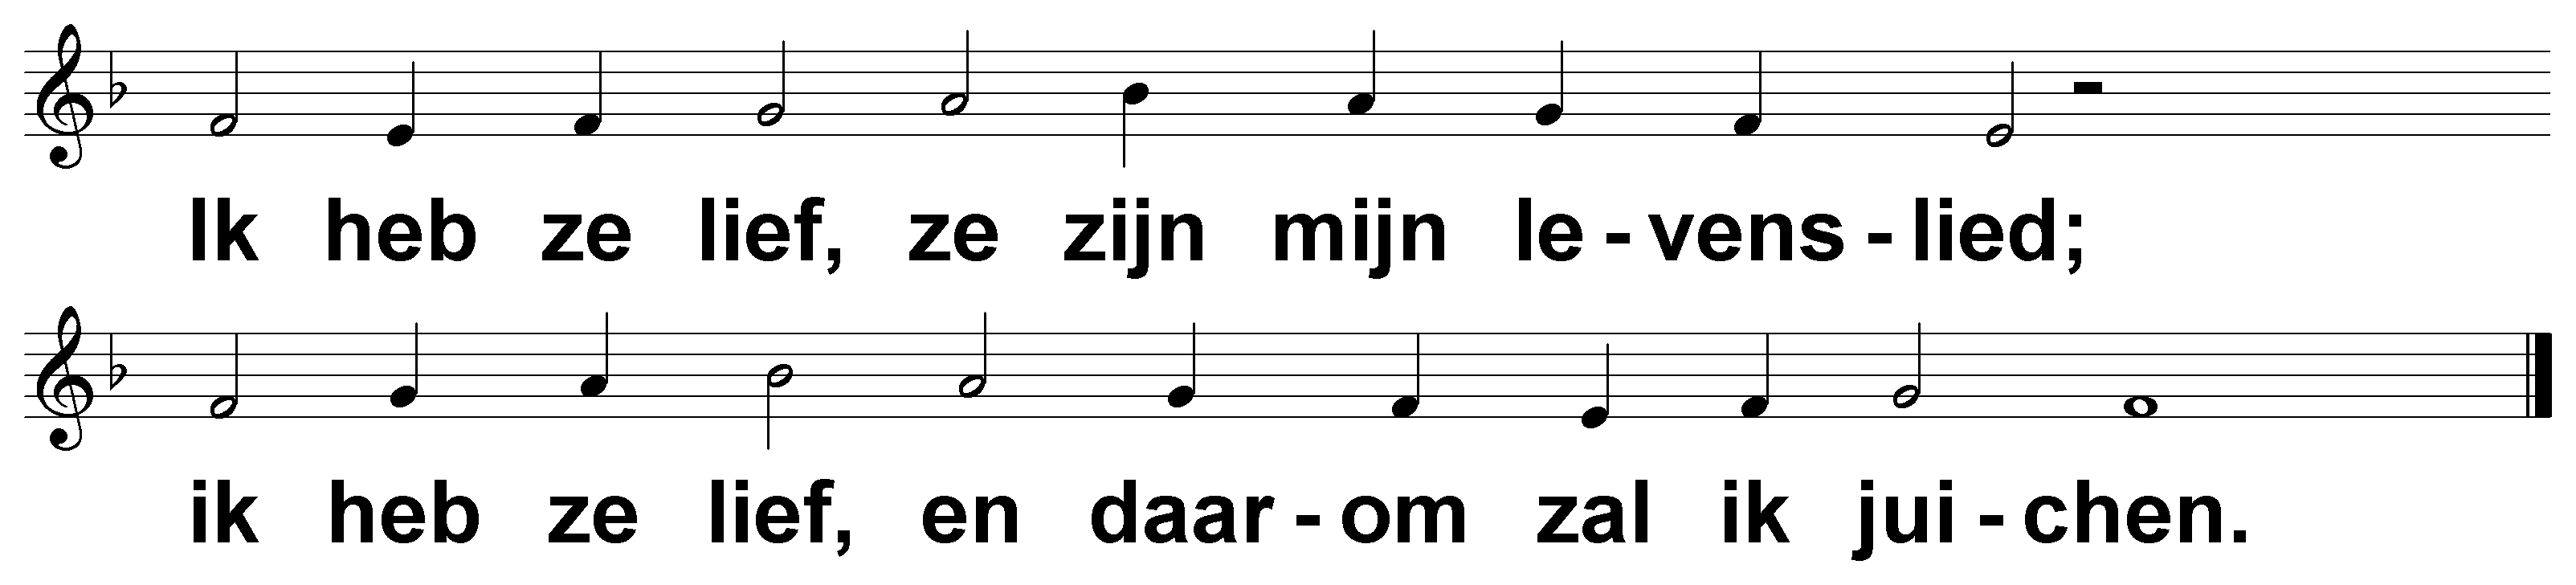 Ik heb ze lief, ze zijn mijn le - vens - lied;
ik heb ze lief, en daar - om zal ik jui - chen.